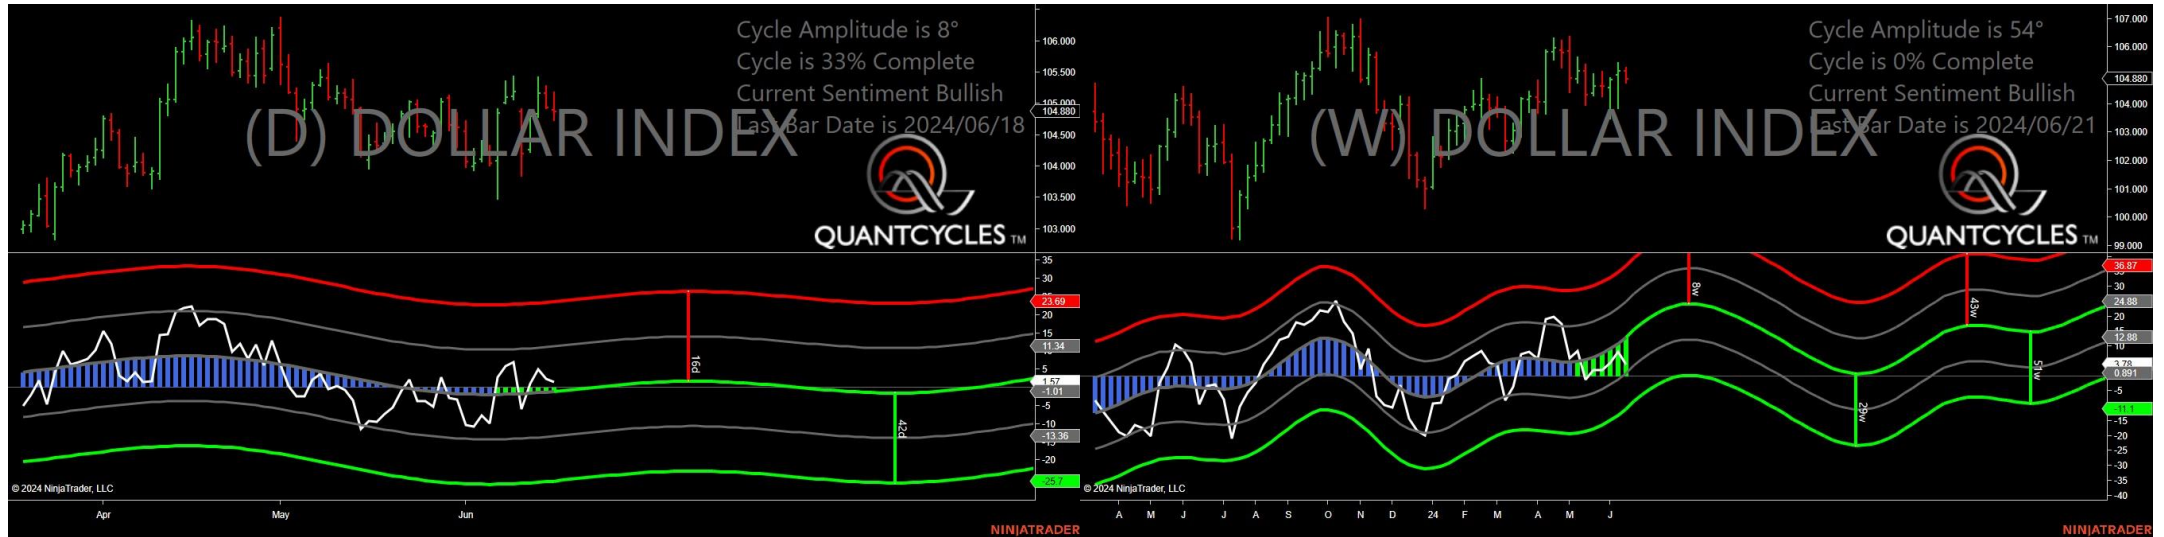 Cycle Amplitude is 8°
Cycle is 33% Complete
Current Sentiment Bullish
Last Bar Date is 2024/06/18
(D) DOLLAR INDEX
QUANTCYCLES TM
106.000
105.500
105.000
104.880
104.500
104.000
103.500
103.000
35
30
23.69
20
15
11.34
5
1.57
-1.01
-5
-10
-13.36
-20
-25.7
16d
42d
© 2024 NinjaTrader, LLC
Apr May Jun
NINJATRADER
Cycle Amplitude is 54°
Cycle is 0% Complete
Current Sentiment Bullish
Last Bar Date is 2024/06/21
(W) DOLLAR INDEX
QUANTCYCLES TM
107.000
106.000
104.880
104.000
103.000
102.000
101.000
100.000
99.000
36.87
30
24.88
20
12.88
10
3.78
0.891
-5
-11.1
-15
-20
-25
-30
-35
-40
8w
29w
43w
51w
© 2024 NinjaTrader, LLC
A M J J A S O N D 24 F M A M J
NINJATRADER